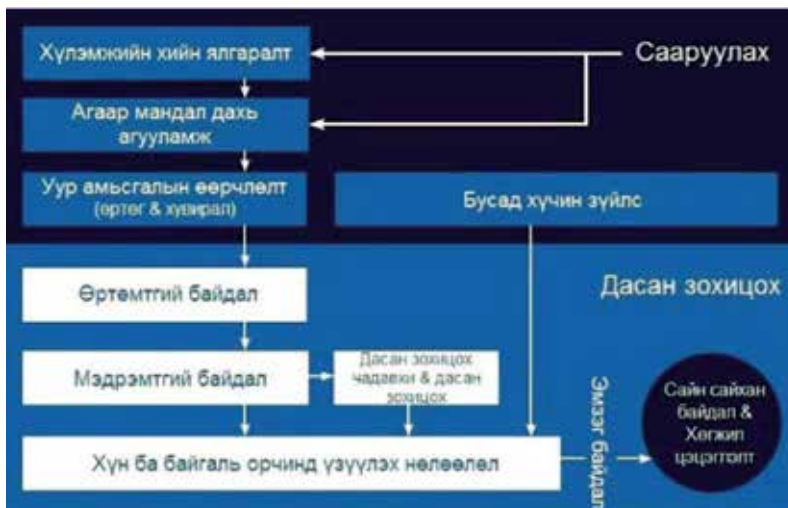 Хүлэмжийн хийн ялгаралт
Сааруулах
Агаар мандал дахь
агууламж
Уур амьсгалын өөрчлөлт
(өртөг & хувирал)
Бусад хүчин зүйлс
Дасан зохицох
Өртөмтгий байдал
Мэдрэмтгий байдал
Дасан зохицох
чадавхи & дасан
зохицох
Хүн ба байгаль орчинд үзүүлэх нөлөөлөл
Эмзэг байдал
Сайн сайхан
байдал &
Хөгжил
цэцэглэлт